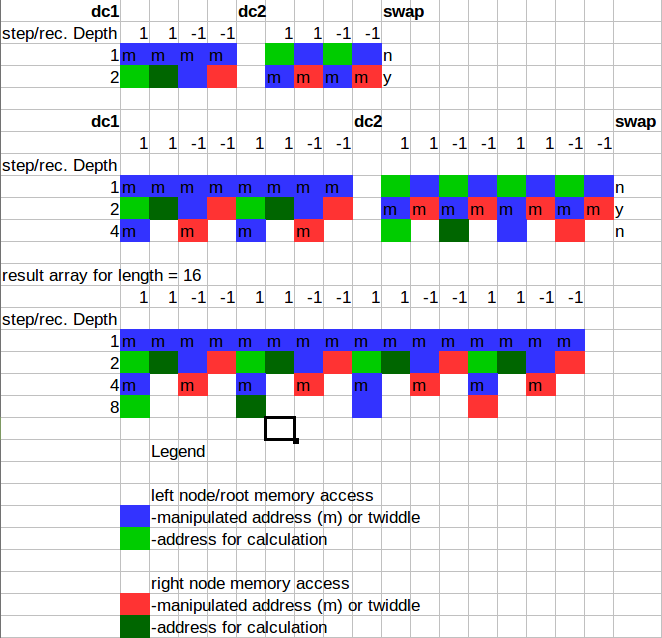 dc1 dc2 swap
step/rec. Depth 1 1 -1 -1 1 1 -1 -1
1 m m m m n
2 m m m m y
dc1 dc2 swap
1 1 -1 -1 1 1 -1 -1 1 1 -1 -1 1 1 -1 -1
step/rec. Depth
1 m m m m m m m m n
2 m m m m m m m m y
4 m m m m n
result array for length = 16
1 1 -1 -1 1 1 -1 -1 1 1 -1 -1 1 1 -1 -1
step/rec. Depth
1 m m m m m m m m m m m m m m m m
2
4 m m m m m m m m
8
Legend
left node/root memory access
-manipulated address (m) or twiddle
-address for calculation
right node memory access
-manipulated address (m) or twiddle
-address for calculation